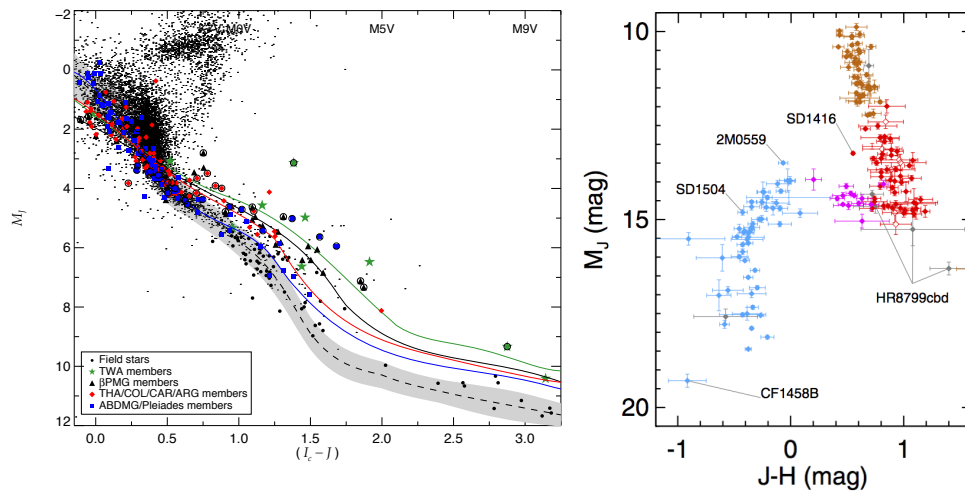 −2
0
2
4
6
8
10
12
M_J
M5V
M9V
Field stars
TWA members
βPMG members
THA/COL/CAR/ARG members
ABDMG/Pleiades members
0.0 0.5 1.0 1.5 2.0 2.5 3.0
( I_c − J )
10
15
20
M_J (mag)
SD1416
2M0559
SD1504
HR8799cbd
CF1458B
-1 0 1
J-H (mag)